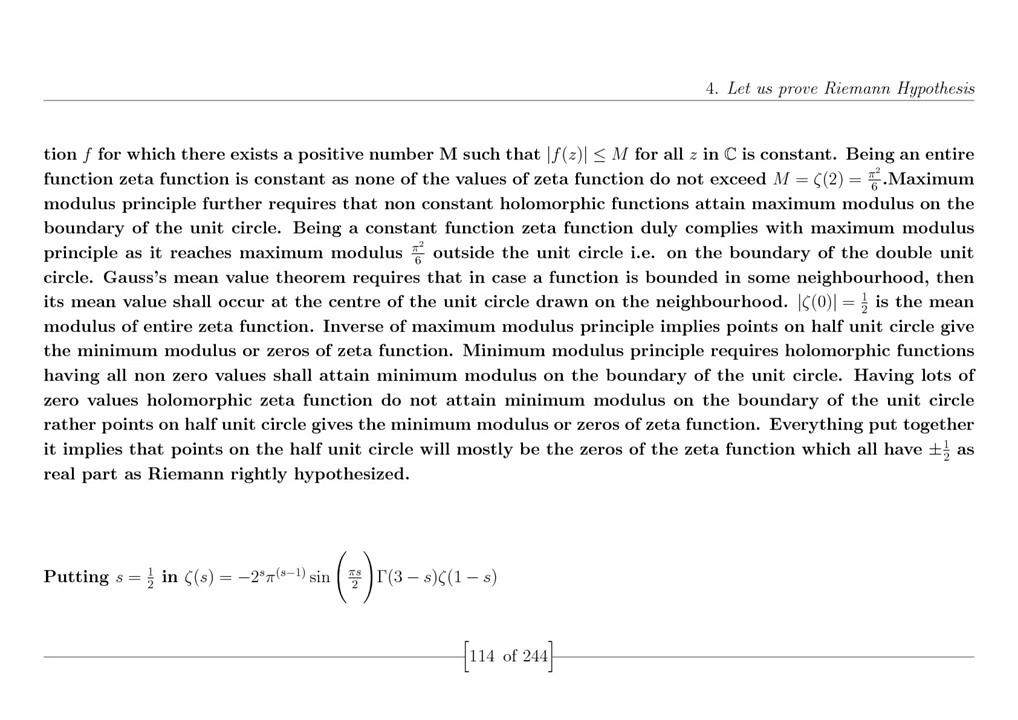 4. Let us prove Riemann Hypothesis
tion f for which there exists a positive number M such that |f(z)| ≤ M for all z in ℂ is constant. Being an entire
function zeta function is constant as none of the values of zeta function do not exceed M = ζ(2) = π²/6.Maximum
modulus principle further requires that non constant holomorphic functions attain maximum modulus on the
boundary of the unit circle. Being a constant function zeta function duly complies with maximum modulus
principle as it reaches maximum modulus π²/6 outside the unit circle i.e. on the boundary of the double unit
circle. Gauss's mean value theorem requires that in case a function is bounded in some neighbourhood, then
its mean value shall occur at the centre of the unit circle drawn on the neighbourhood. |ζ(0)| = 1/2 is the mean
modulus of entire zeta function. Inverse of maximum modulus principle implies points on half unit circle give
the minimum modulus or zeros of zeta function. Minimum modulus principle requires holomorphic functions
having all non zero values shall attain minimum modulus on the boundary of the unit circle. Having lots of
zero values holomorphic zeta function do not attain minimum modulus on the boundary of the unit circle
rather points on half unit circle gives the minimum modulus or zeros of zeta function. Everything put together
it implies that points on the half unit circle will mostly be the zeros of the zeta function which all have ±1/2 as
real part as Riemann rightly hypothesized.
Putting s = 1/2 in ζ(s) = −2^s π^(s−1) sin(πs/2)Γ(3 − s)ζ(1 − s)
[114 of 244]